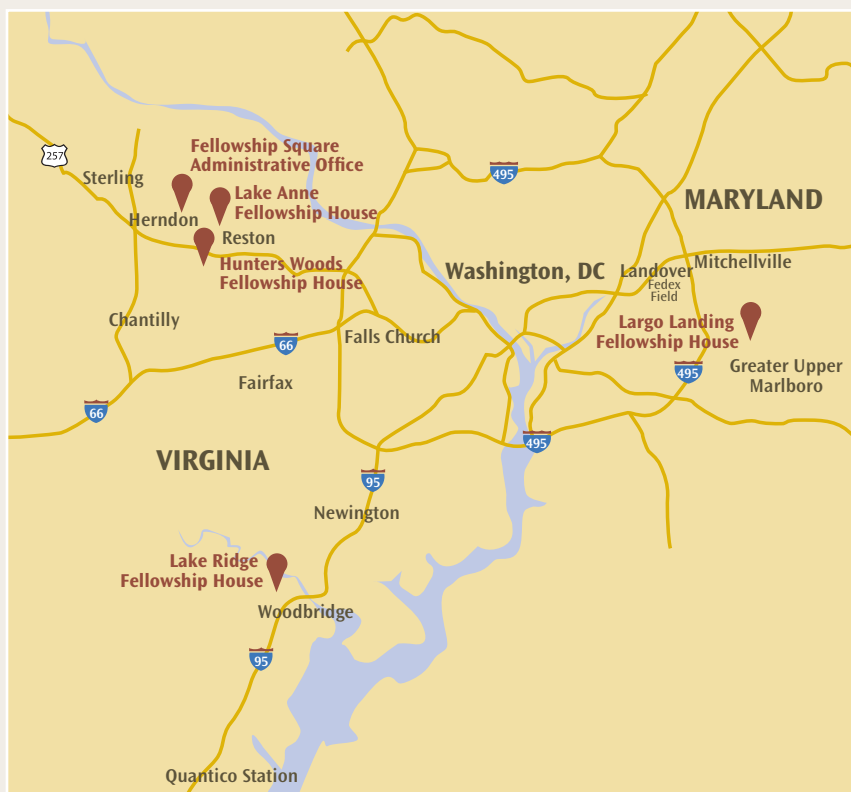 Fellowship Square
Administrative Office
257
495
Sterling
Lake Anne
Fellowship House
MARYLAND
Herndon
Reston
Hunters Woods
Fellowship House
Washington, DC
Landover
Mitchellville
Fedex
Field
Chantilly
Largo Landing
Fellowship House
66
Falls Church
Greater Upper
Marlboro
495
Fairfax
66
495
VIRGINIA
95
Newington
Lake Ridge
Fellowship House
Woodbridge
95
Quantico Station